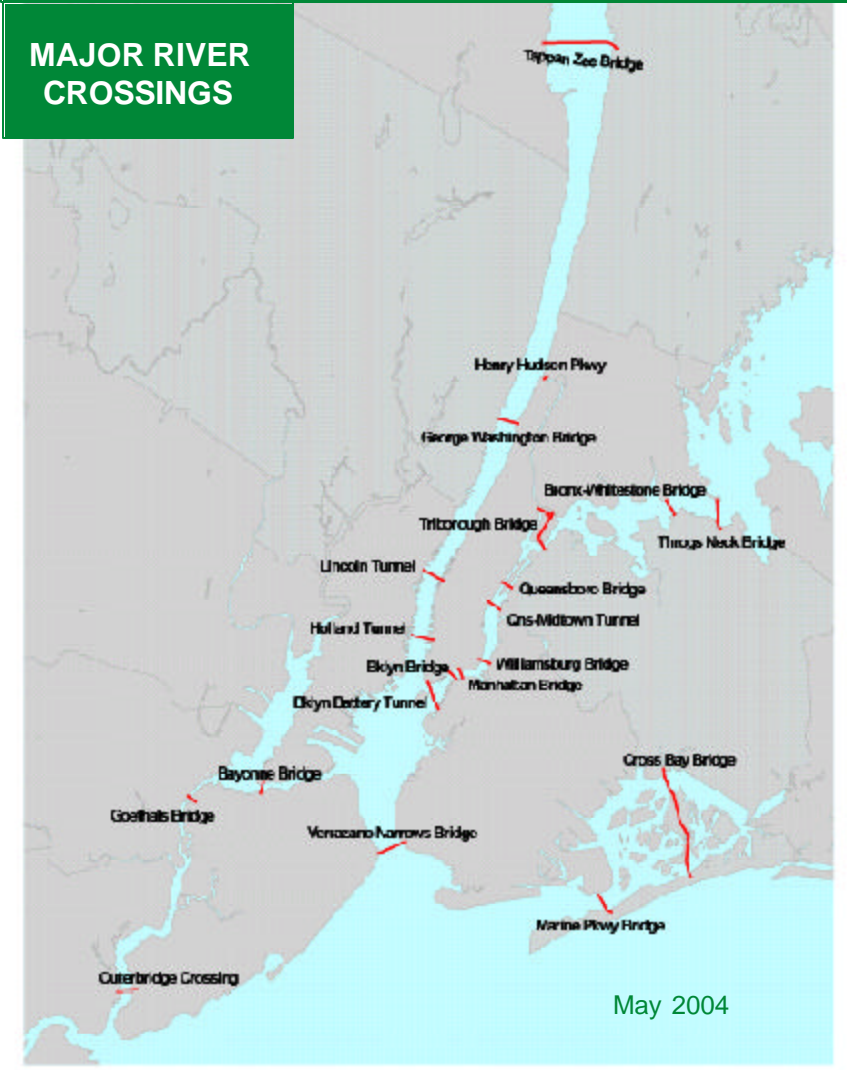 MAJOR RIVER
CROSSINGS
Tappan Zee Bridge
Henry Hudson Pkwy
George Washington Bridge
Bronx-Whitestone Bridge
Triborough Bridge
Throgs Neck Bridge
Lincoln Tunnel
Queensboro Bridge
Qns-Midtown Tunnel
Holland Tunnel
Bklyn Bridge
Williamsburg Bridge
Manhattan Bridge
Bklyn Battery Tunnel
Cross Bay Bridge
Bayonne Bridge
Goethals Bridge
Verrazano-Narrows Bridge
Marine Pkwy Bridge
Outerbridge Crossing
May 2004